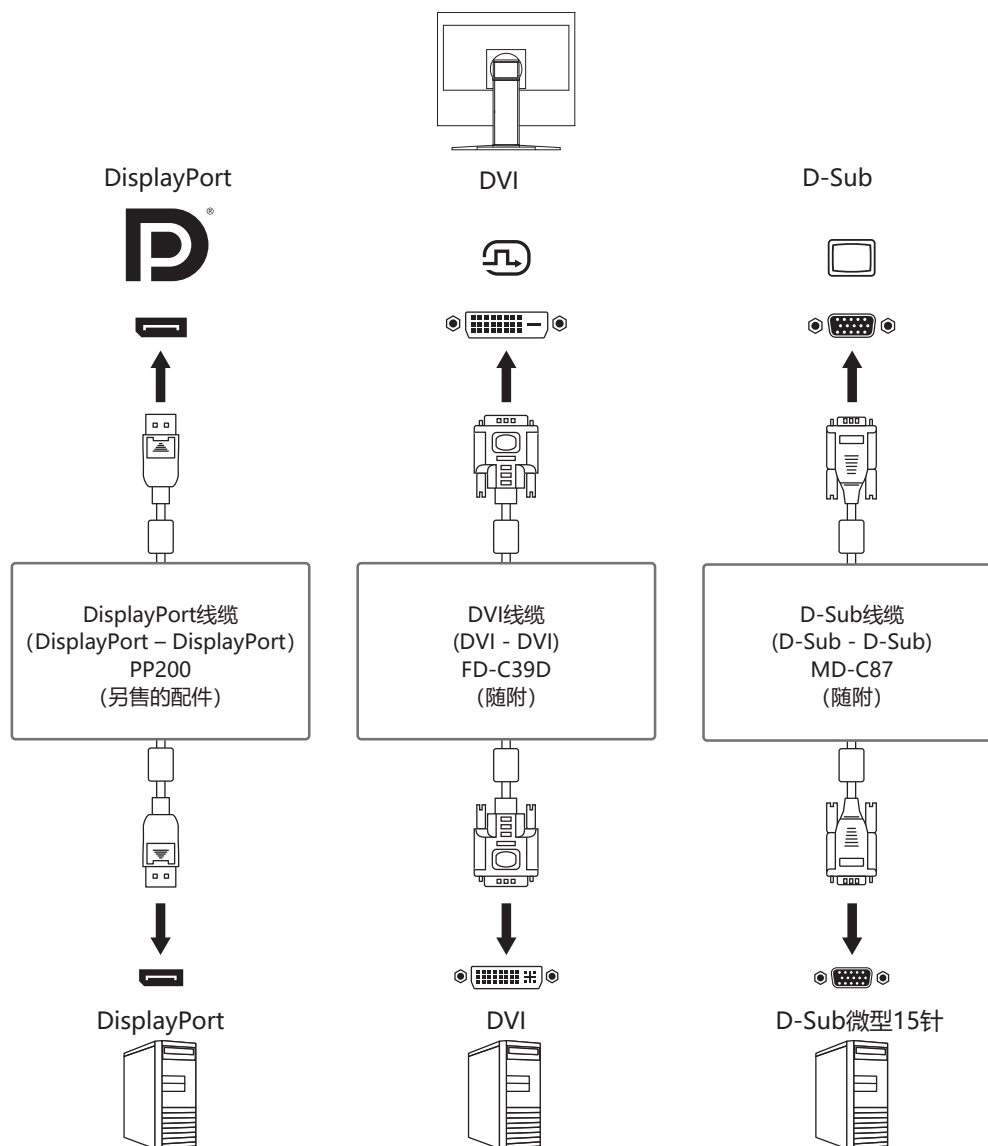 DisplayPort
DVI
D-Sub
®
DisplayPort线缆
(DisplayPort – DisplayPort)
PP200
(另售的配件)
DVI线缆
(DVI - DVI)
FD-C39D
(随附)
D-Sub线缆
(D-Sub - D-Sub)
MD-C87
(随附)
DisplayPort
DVI
D-Sub微型15针